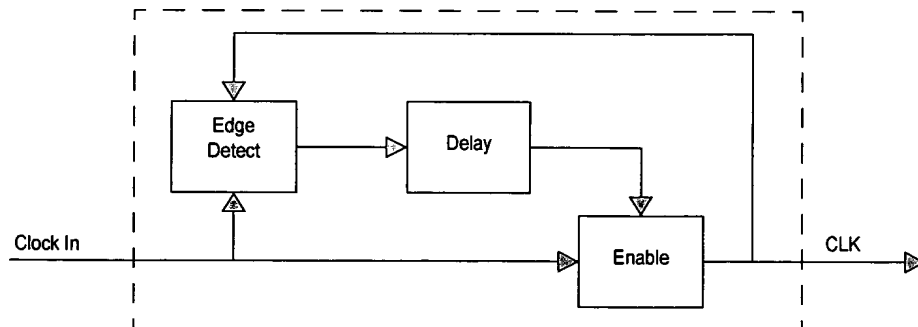 Edge
Detect
Delay
Clock In
Enable
CLK